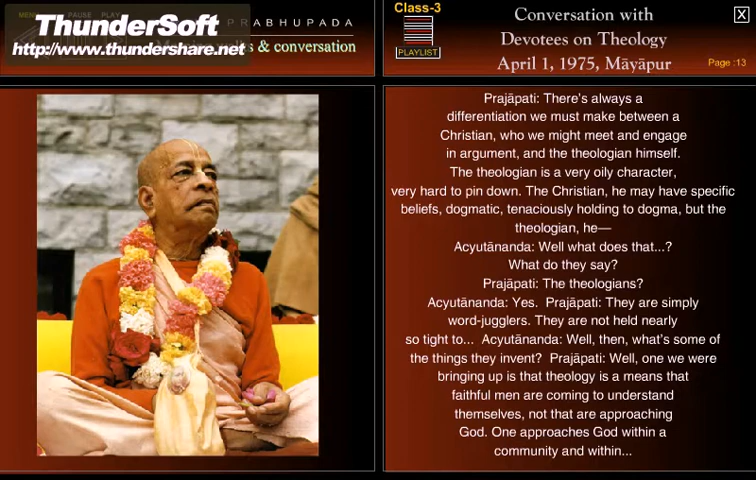 ThunderSoft
http://www.thundershare.net
PRABHUPADA
& conversation
Class-3
PLAYLIST
Conversation with
Devotees on Theology
April 1, 1975, Māyāpur
X
Page :13
Prajāpati: There's always a
differentiation we must make between a
Christian, who we might meet and engage
in argument, and the theologian himself.
The theologian is a very oily character,
very hard to pin down. The Christian, he may have specific
beliefs, dogmatic, tenaciously holding to dogma, but the
theologian, he—
Acyutānanda: Well what does that...?
What do they say?
Prajāpati: The theologians?
Acyutānanda: Yes. Prajāpati: They are simply
word-jugglers. They are not held nearly
so tight to... Acyutānanda: Well, then, what's some of
the things they invent? Prajāpati: Well, one we were
bringing up is that theology is a means that
faithful men are coming to understand
themselves, not that are approaching
God. One approaches God within a
community and within...